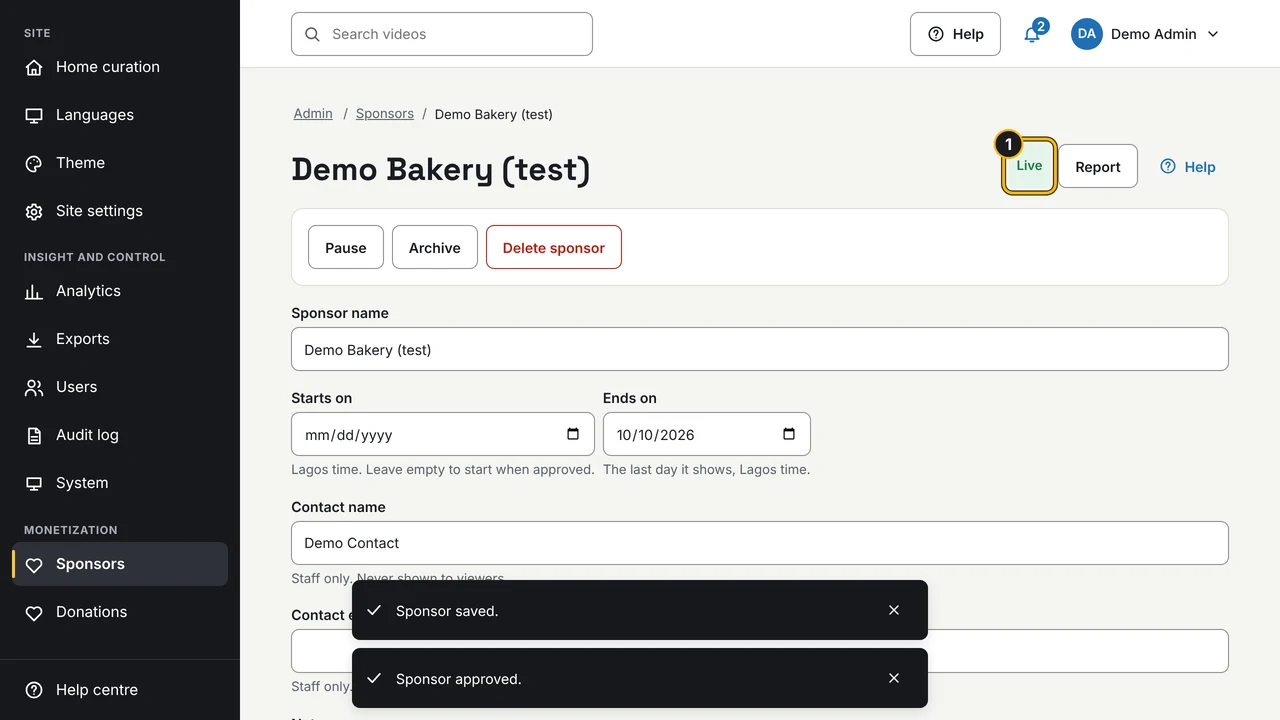 SITE
Home curation
Languages
Theme
Site settings
INSIGHT AND CONTROL
Analytics
Exports
Users
Audit log
System
MONETIZATION
Sponsors
Donations
Help centre
Search videos
Help
2
DA
Demo Admin
Admin / Sponsors / Demo Bakery (test)
Demo Bakery (test)
1
Live
Report
Help
Pause
Archive
Delete sponsor
Sponsor name
Demo Bakery (test)
Starts on
Ends on
mm/dd/yyyy
10/10/2026
Lagos time. Leave empty to start when approved.
The last day it shows, Lagos time.
Contact name
Demo Contact
Staff only. Never shown to viewers
Contact
Staff only.
Sponsor saved.
Sponsor approved.